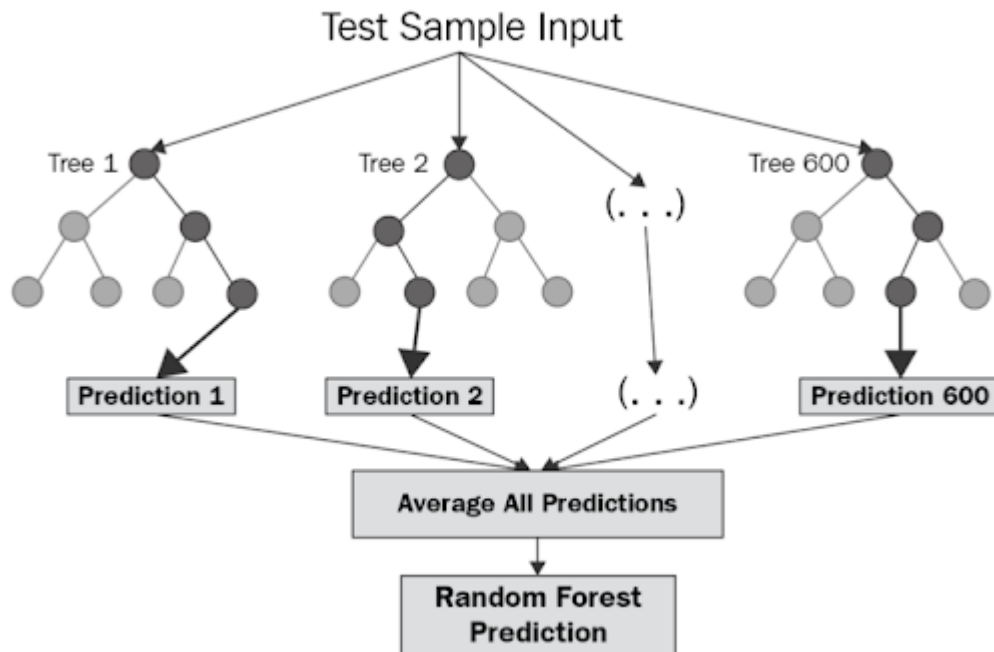 Test Sample Input
Tree 1
Tree 2
Tree 600
(. . .)
Prediction 1
Prediction 2
(. . .)
Prediction 600
Average All Predictions
Random Forest
Prediction